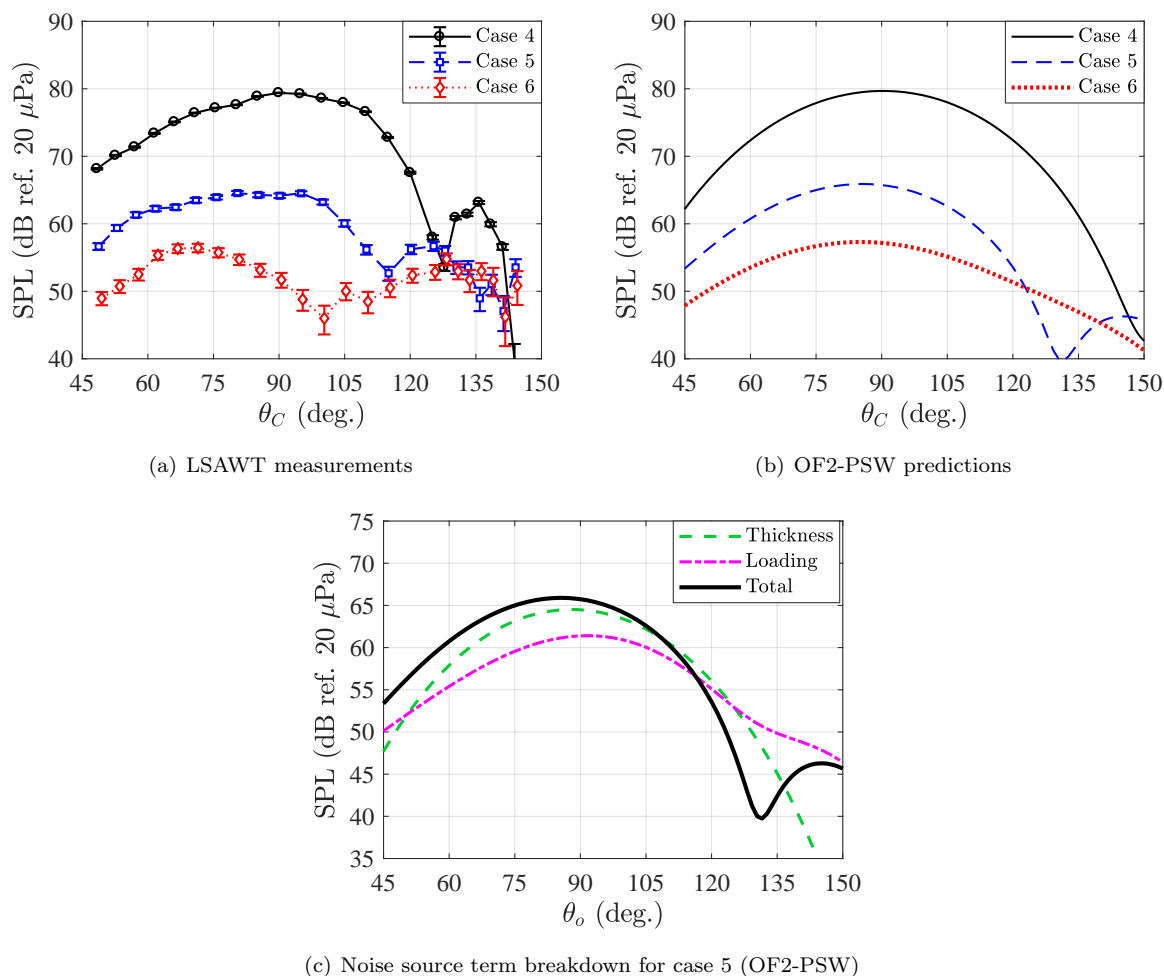 90
80
70
60
50
40
45 60 75 90 105 120 135 150
SPL (dB ref. 20 μPa)
θ_C (deg.)
Case 4
Case 5
Case 6
(a) LSAWT measurements
90
80
70
60
50
40
45 60 75 90 105 120 135 150
SPL (dB ref. 20 μPa)
θ_C (deg.)
Case 4
Case 5
Case 6
(b) OF2-PSW predictions
75
70
65
60
55
50
45
40
35
45 60 75 90 105 120 135 150
SPL (dB ref. 20 μPa)
θ_o (deg.)
Thickness
Loading
Total
(c) Noise source term breakdown for case 5 (OF2-PSW)